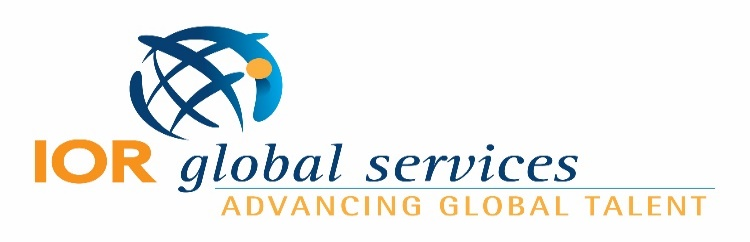 IOR global services
ADVANCING GLOBAL TALENT